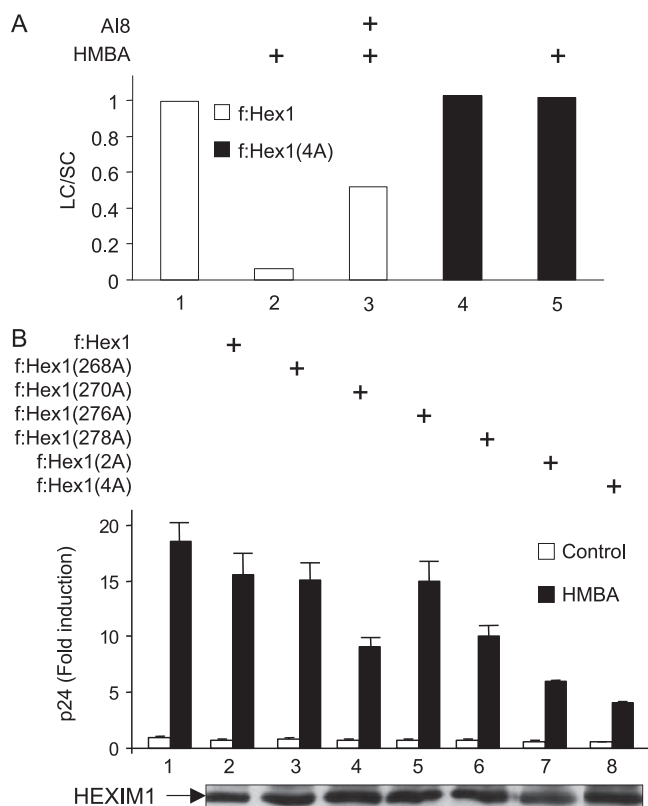 A
AI8 +
HMBA + + +
1
0.8
0.6
0.4
0.2
0
LC/SC
f:Hex1
f:Hex1(4A)
1 2 3 4 5
B
f:Hex1 +
f:Hex1(268A) +
f:Hex1(270A) +
f:Hex1(276A) +
f:Hex1(278A) +
f:Hex1(2A) +
f:Hex1(4A) +
20
15
10
5
0
p24 (Fold induction)
Control
HMBA
1 2 3 4 5 6 7 8
HEXIM1